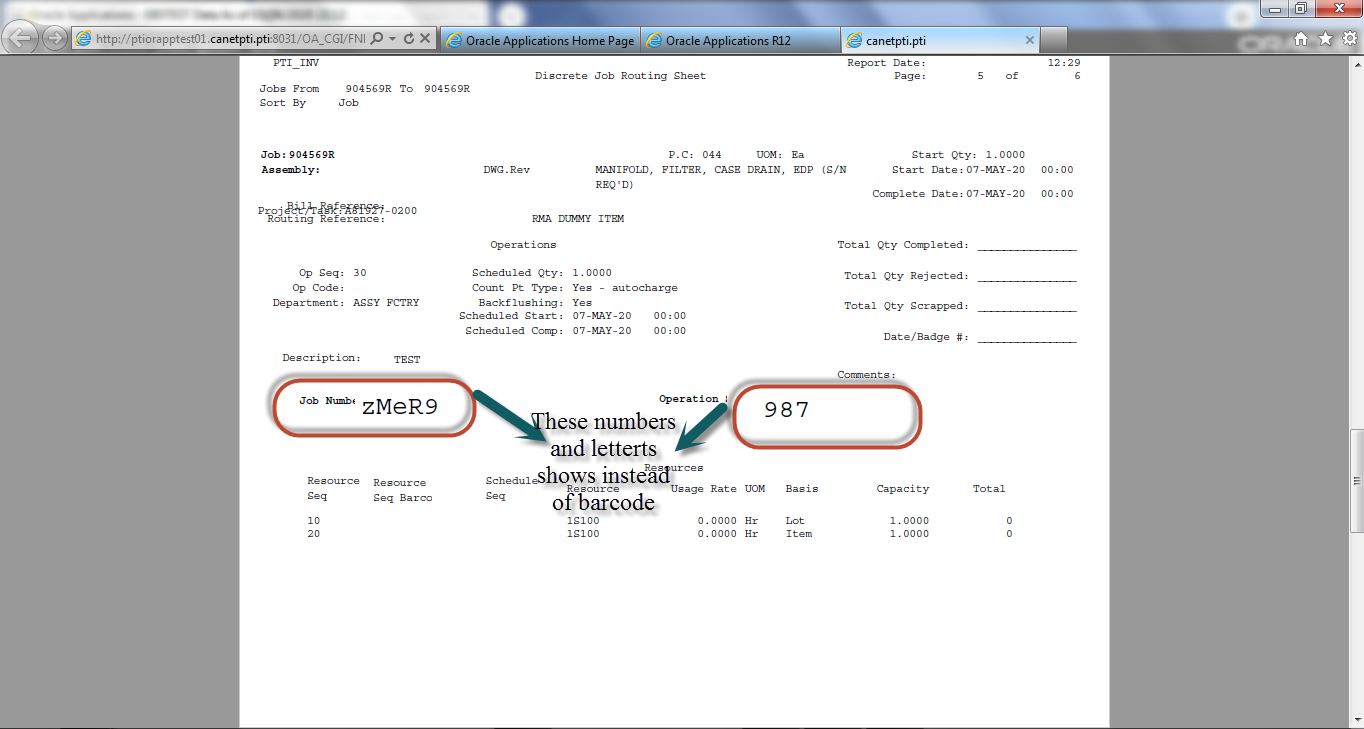 http://ptiorapptest01.canetpti.pti:8031/OA_CGI/FNI
Oracle Applications Home Page
Oracle Applications R12
canetpti.pti
PTI_INV Report Date: 12:29
Discrete Job Routing Sheet Page: 5 of 6
Jobs From 904569R To 904569R
Sort By Job
Job: 904569R P.C: 044 UOM: Ea Start Qty: 1.0000
Assembly: DWG.Rev MANIFOLD, FILTER, CASE DRAIN, EDP (S/N Start Date: 07-MAY-20 00:00
REQ'D)
Complete Date: 07-MAY-20 00:00
Bill Reference:
Project/Task: A81927-0200
Routing Reference: RMA DUMMY ITEM
Operations Total Qty Completed: _______________
Op Seq: 30 Scheduled Qty: 1.0000 Total Qty Rejected: _______________
Op Code: Count Pt Type: Yes - autocharge
Department: ASSY FCTRY Backflushing: Yes Total Qty Scrapped: _______________
Scheduled Start: 07-MAY-20 00:00
Scheduled Comp: 07-MAY-20 00:00
Date/Badge #: _______________
Description: TEST
Comments:
Job Numbe zMeR9 Operation 987
These numbers
and letterts
shows instead
of barcode
Resources
Resource Resource Schedule Resource Usage Rate UOM Basis Capacity Total
Seq Seq Barco Seq
10 1S100 0.0000 Hr Lot 1.0000 0
20 1S100 0.0000 Hr Item 1.0000 0